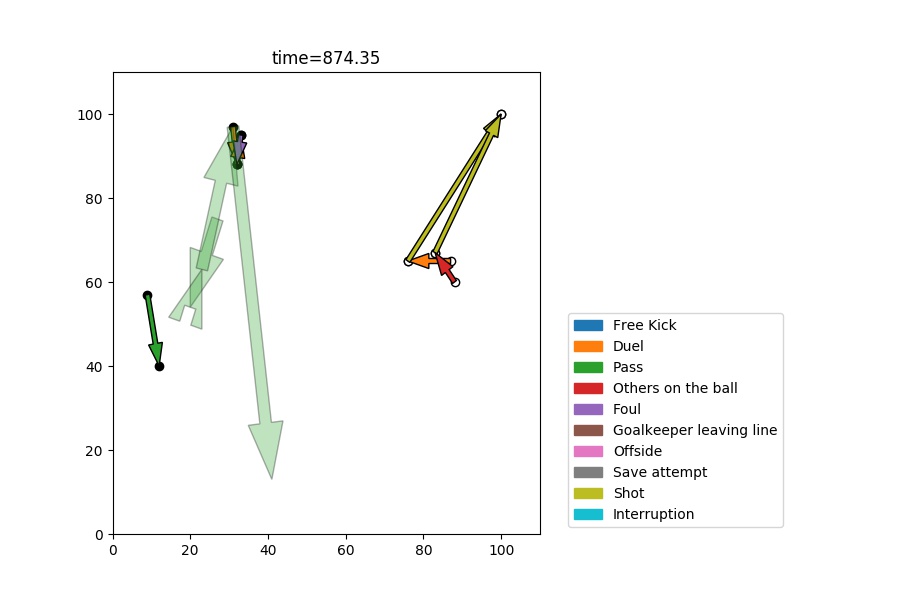 time=874.35
100
80
60
40
20
0
0 20 40 60 80 100
Free Kick
Duel
Pass
Others on the ball
Foul
Goalkeeper leaving line
Offside
Save attempt
Shot
Interruption